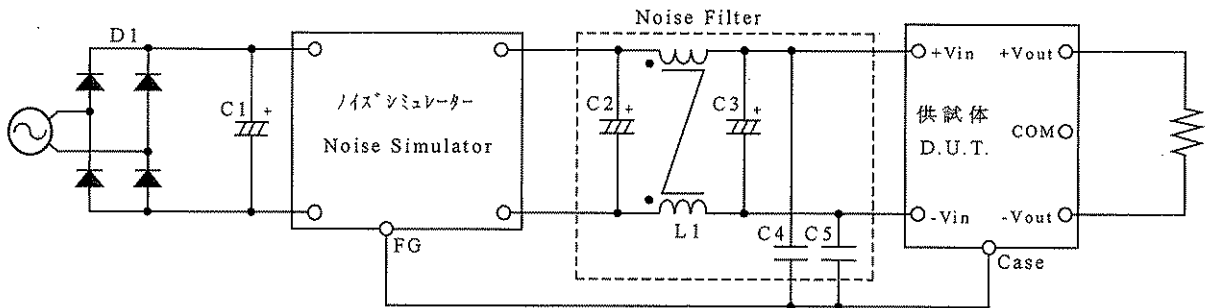 Noise Filter
D1
C1
+
ノイズシミュレーター
Noise Simulator
FG
C2
+
C3
+
L1
C4
C5
+Vin
+Vout
供試体
D.U.T.
COM
-Vin
-Vout
Case